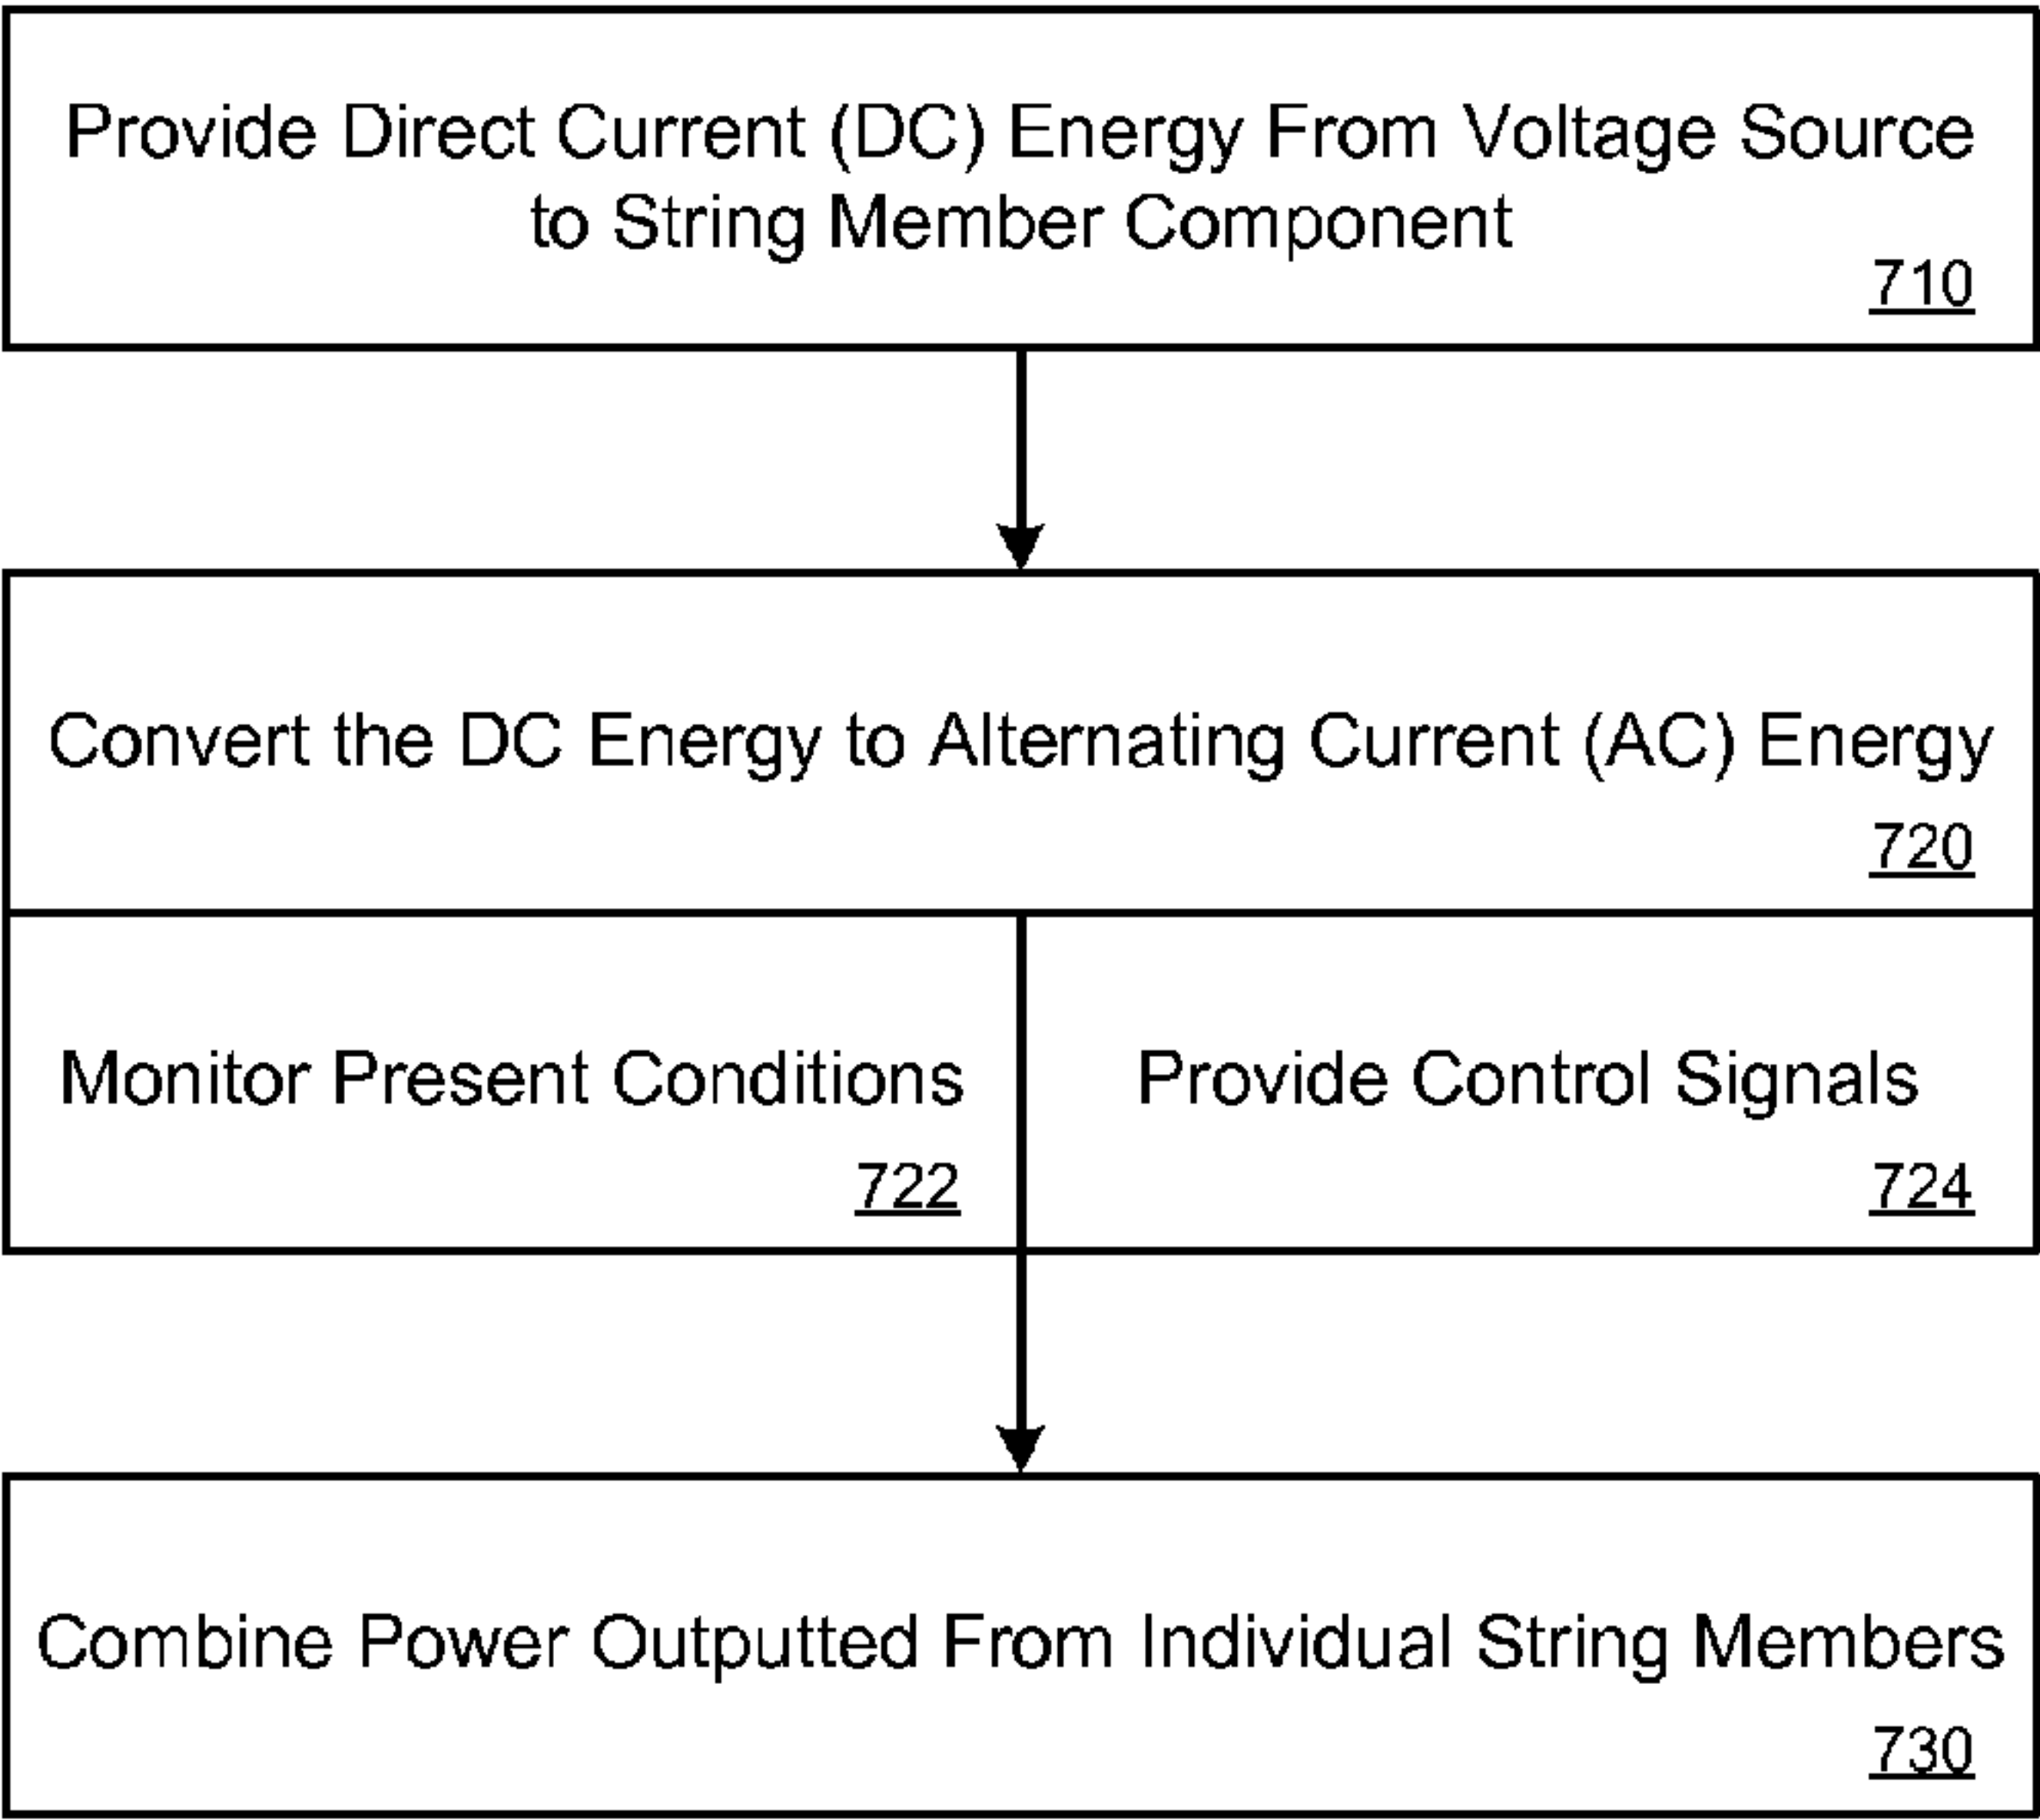 Provide Direct Current (DC) Energy From Voltage Source
to String Member Component
710
Convert the DC Energy to Alternating Current (AC) Energy
720
Monitor Present Conditions
722
Provide Control Signals
724
Combine Power Outputted From Individual String Members
730